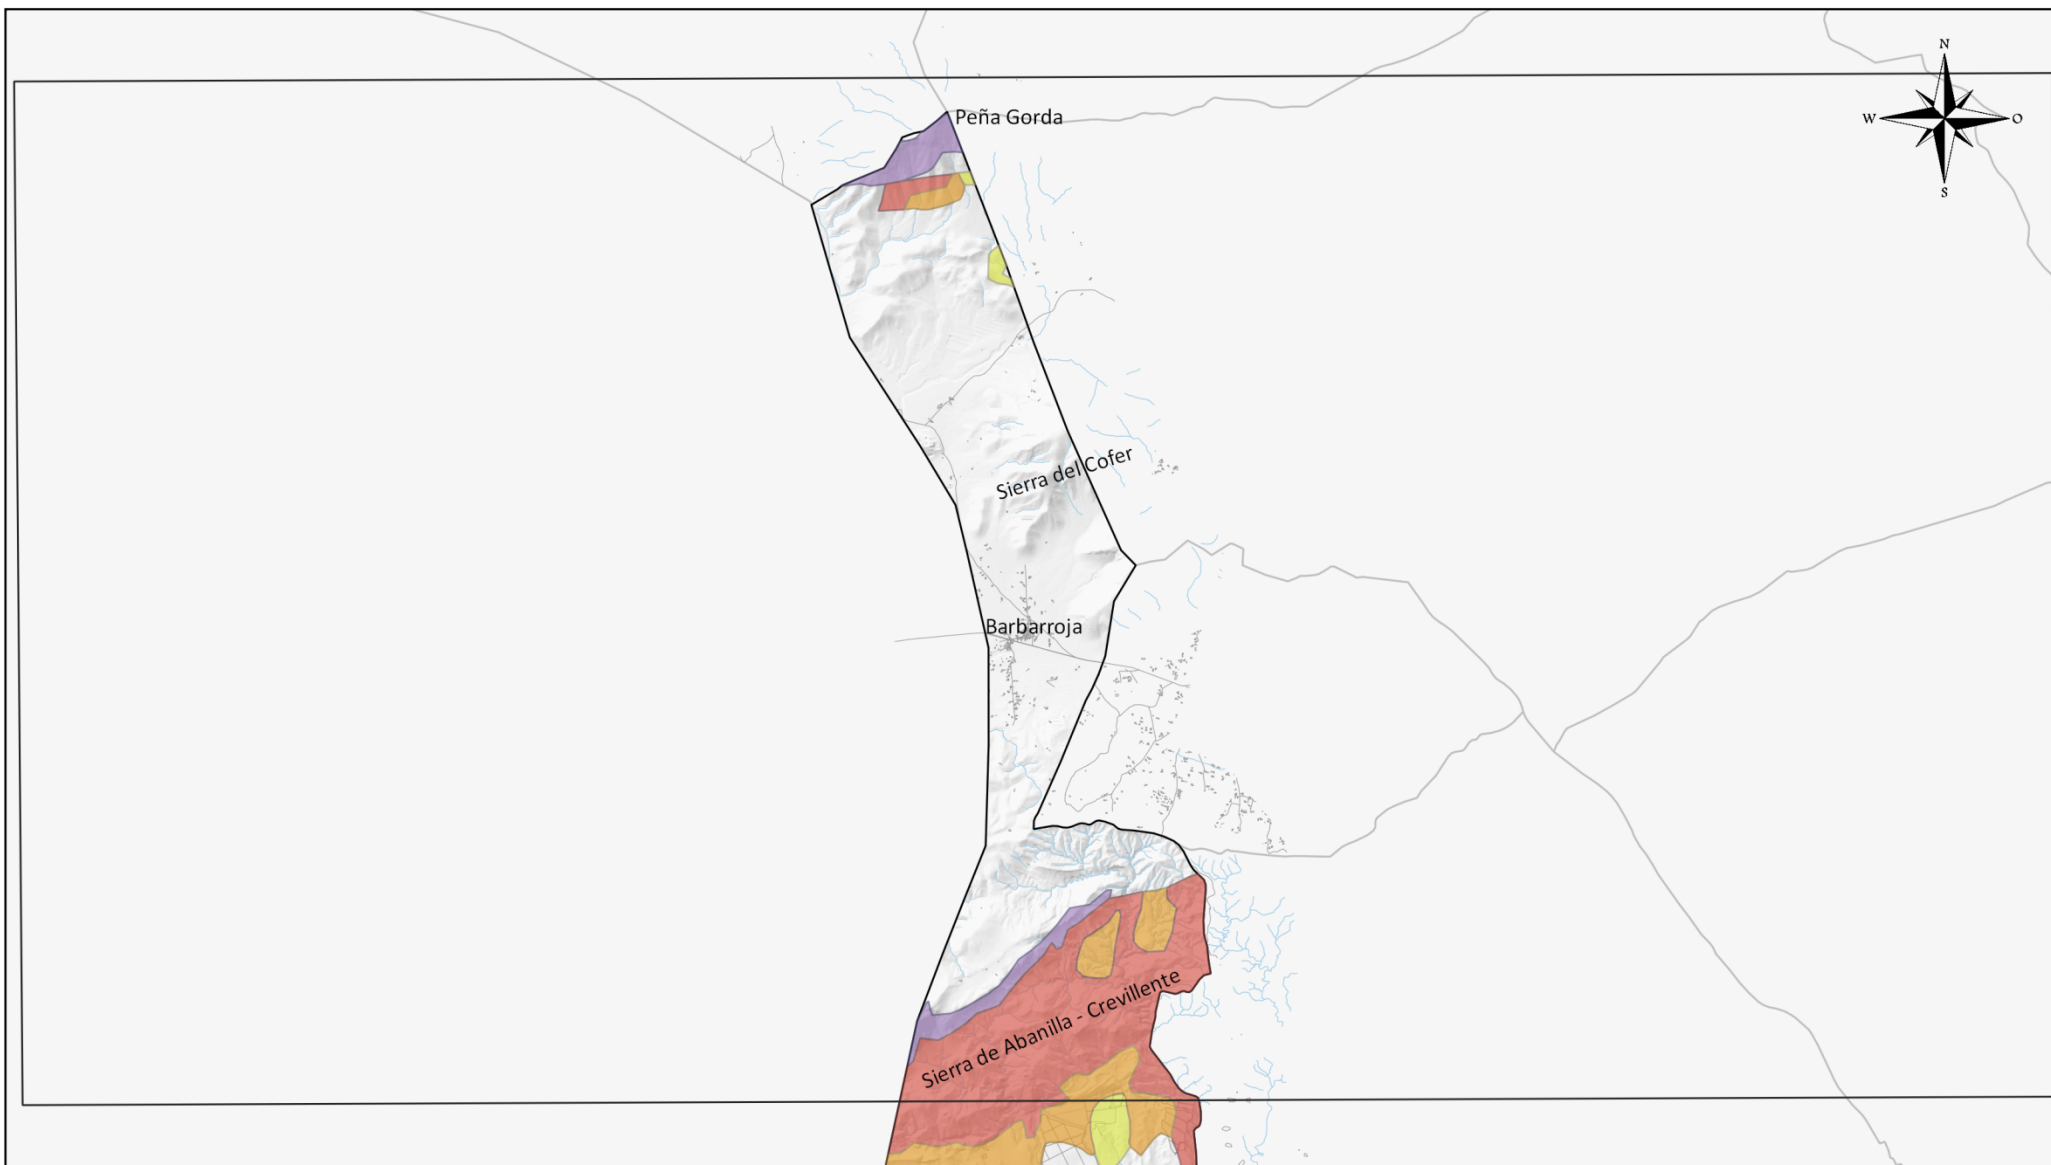 N
Peña Gorda
W
O
S
Sierra del Cofer
Barbarroja
Sierra de Abanilla - Crevillente